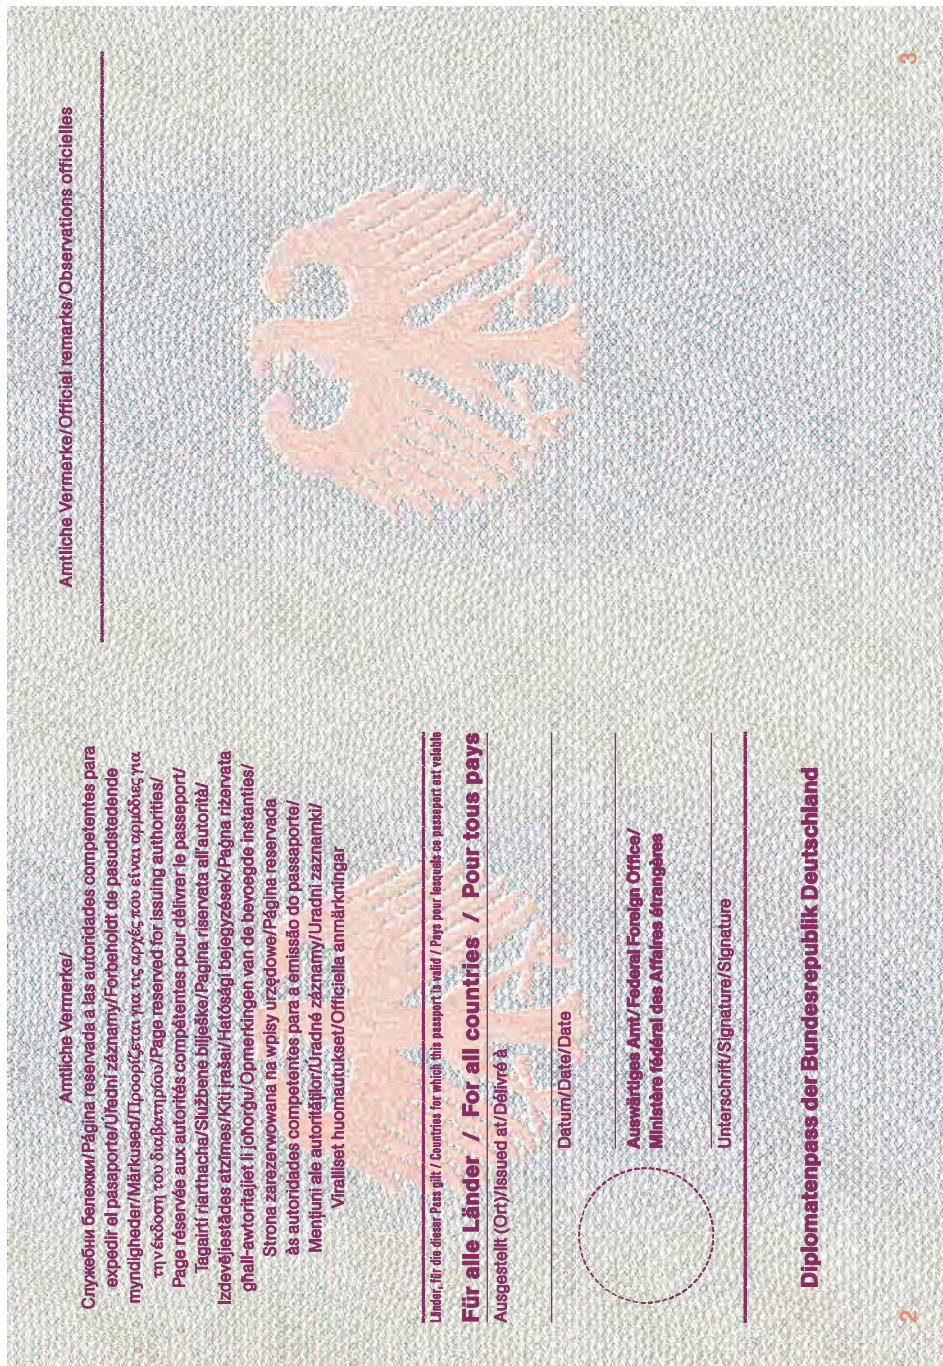 Amtliche Vermerke/
Служебни бележки/Página reservada a las autoridades competentes para
expedir el pasaporte/Úřední záznamy/Forbeholdt de pasudstedende
myndigheder/Märkused/Προορίζεται για τις αρχές που είναι αρμόδιες για
την έκδοση του διαβατηρίου/Page reserved for issuing authorities/
Page réservée aux autorités compétentes pour délivrer le passeport/
Tagairtí riarthacha/Službene bilješke/Pagina riservata all'autorità/
Izdevējiestādes atzīmes/Kiti įrašai/Hatósági bejegyzések/Paġna riżervata
għall-awtoritajiet li joħorġu/Opmerkingen van de bevoegde instanties/
Strona zarezerwowana na wpisy urzędowe/Página reservada
às autoridades competentes para a emissão do passaporte/
Mențiuni ale autorităților/Úradné záznamy/Uradni zaznamki/
Viralliset huomautukset/Officiella anmärkningar
Länder, für die dieser Pass gilt / Countries for which this passport is valid / Pays pour lesquels ce passeport est valable
Für alle Länder / For all countries / Pour tous pays
Ausgestellt (Ort)/Issued at/Délivré à
Datum/Date/Date
Auswärtiges Amt/Federal Foreign Office/
Ministère fédéral des Affaires étrangères
Unterschrift/Signature/Signature
Diplomatenpass der Bundesrepublik Deutschland
2
Amtliche Vermerke/Official remarks/Observations officielles
3